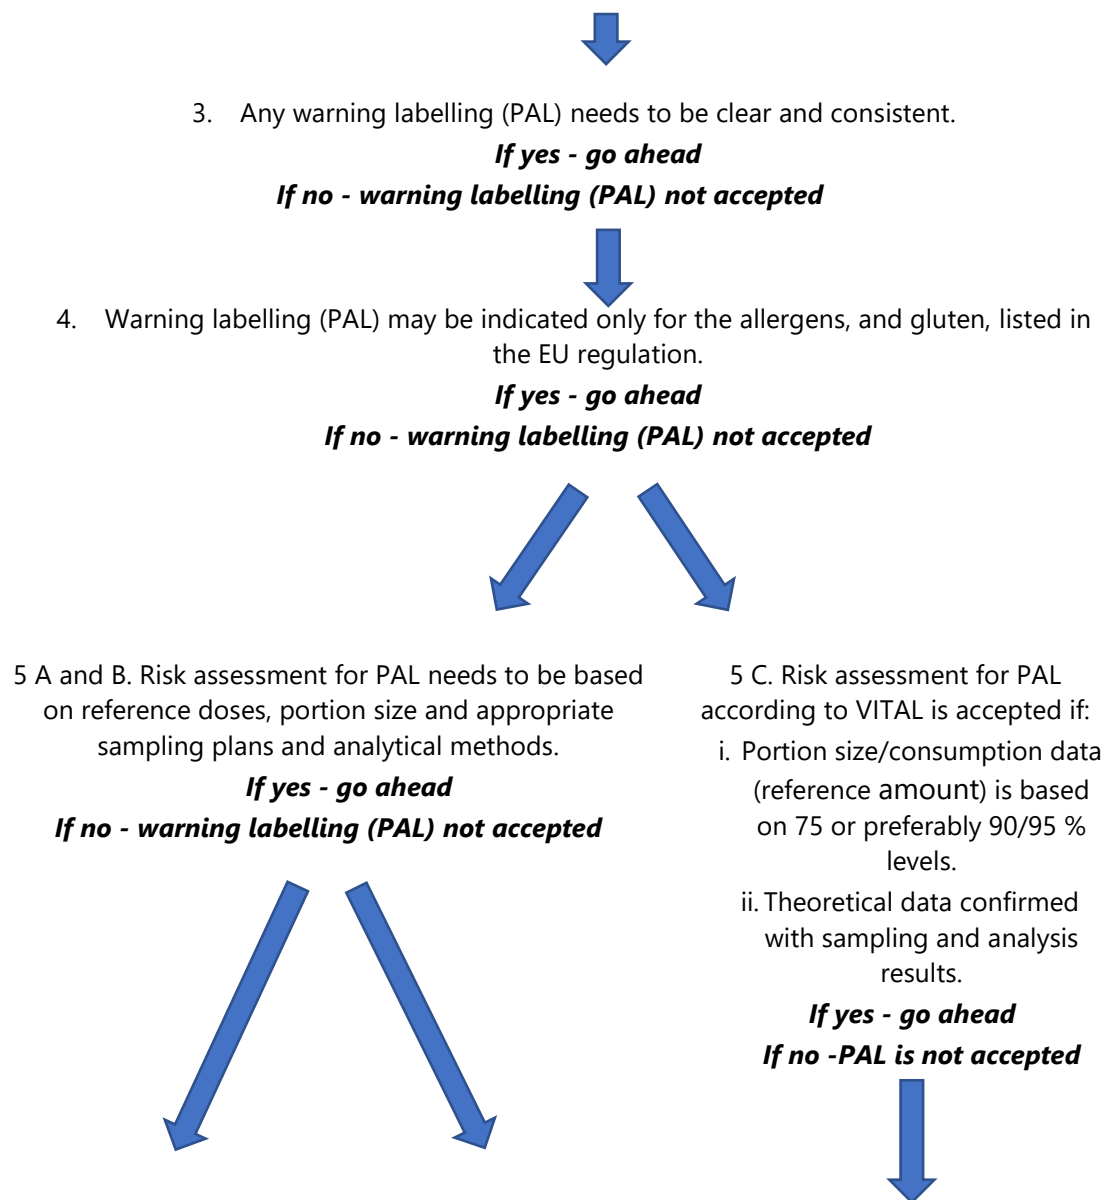 3. Any warning labelling (PAL) needs to be clear and consistent.
If yes - go ahead
If no - warning labelling (PAL) not accepted
4. Warning labelling (PAL) may be indicated only for the allergens, and gluten, listed in
the EU regulation.
If yes - go ahead
If no - warning labelling (PAL) not accepted
5 A and B. Risk assessment for PAL needs to be based
on reference doses, portion size and appropriate
sampling plans and analytical methods.
If yes - go ahead
If no - warning labelling (PAL) not accepted
5 C. Risk assessment for PAL
according to VITAL is accepted if:
i. Portion size/consumption data
(reference amount) is based
on 75 or preferably 90/95 %
levels.
ii. Theoretical data confirmed
with sampling and analysis
results.
If yes - go ahead
If no -PAL is not accepted